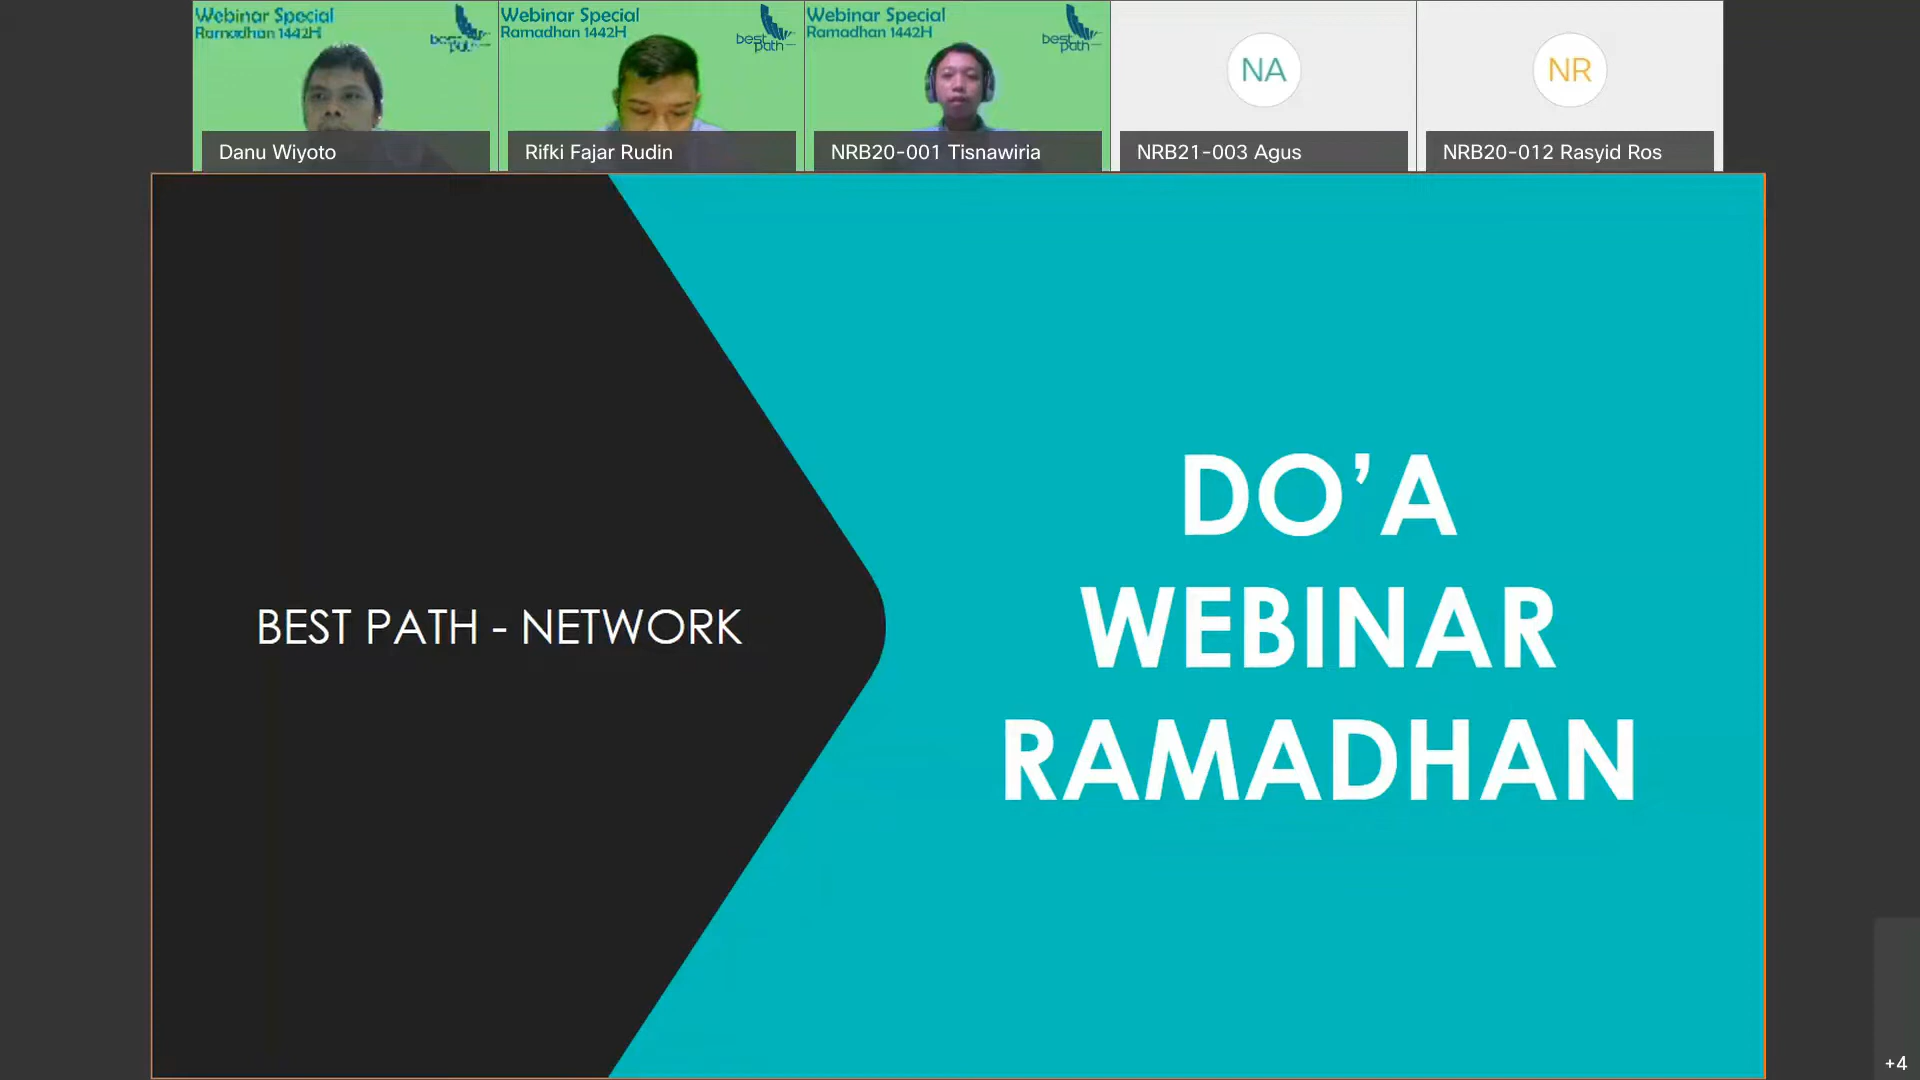 Webinar Special
Ramadhan 1442H
best path
Danu Wiyoto
Webinar Special
Ramadhan 1442H
best path
Rifki Fajar Rudin
Webinar Special
Ramadhan 1442H
best path
NRB20-001 Tisnawiria
NA
NRB21-003 Agus
NR
NRB20-012 Rasyid Ros
BEST PATH - NETWORK
DO’A
WEBINAR
RAMADHAN
+4